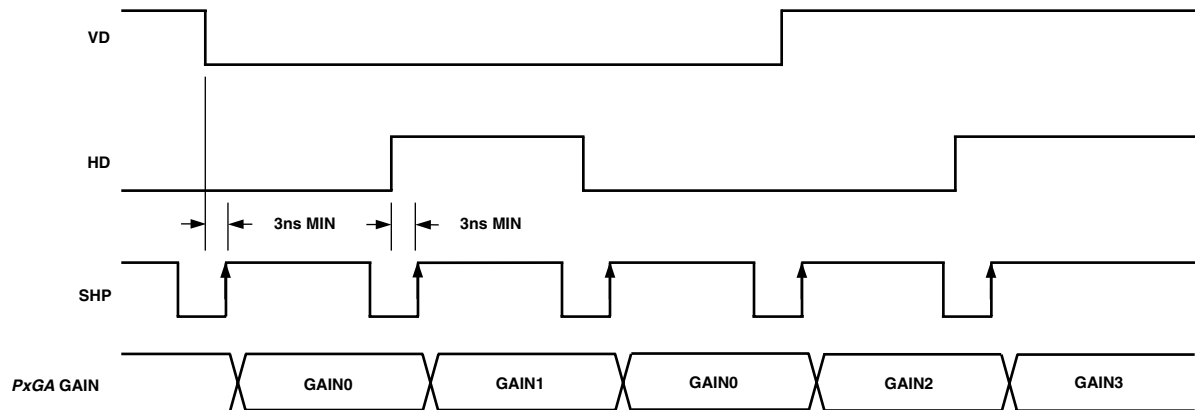 VD
HD
3ns MIN
3ns MIN
SHP
PxGA GAIN
GAIN0
GAIN1
GAIN0
GAIN2
GAIN3